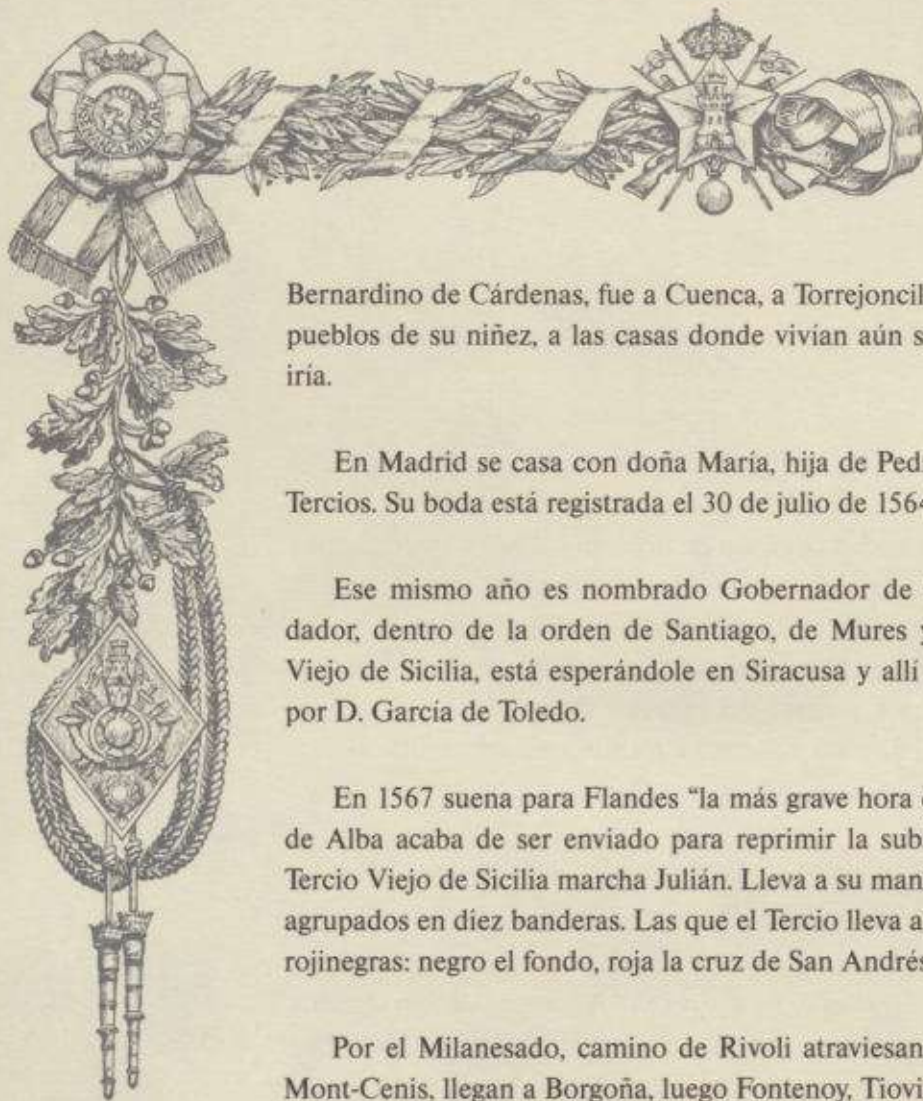 Bernardino de Cárdenas, fue a Cuenca, a Torrejoncil
pueblos de su niñez, a las casas donde vivían aún s
iría.
En Madrid se casa con doña María, hija de Ped
Tercios. Su boda está registrada el 30 de julio de 1564
Ese mismo año es nombrado Gobernador de
dador, dentro de la orden de Santiago, de Mures y
Viejo de Sicilia, está esperándole en Siracusa y allí
por D. García de Toledo.
En 1567 suena para Flandes “la más grave hora
de Alba acaba de ser enviado para reprimir la sub
Tercio Viejo de Sicilia marcha Julián. Lleva a su man
agrupados en diez banderas. Las que el Tercio lleva a
rojinegras: negro el fondo, roja la cruz de San Andrés
Por el Milanesado, camino de Rivoli atraviesan
Mont-Cenis, llegan a Borgoña, luego Fontenoy, Tiovi